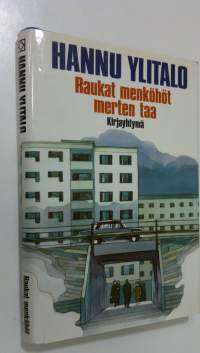 HANNU YLITALO
Raukat menköhöt
merten taa
Kirjayhtymä
HANNU YLITALO
Raukat menköhöt